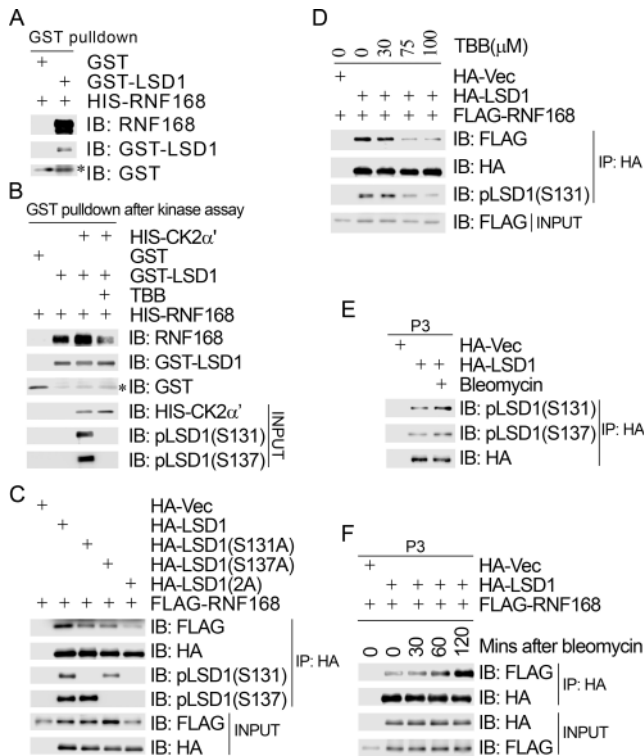 A
GST pulldown
+ GST
+ GST-LSD1
+ + HIS-RNF168
IB: RNF168
IB: GST-LSD1
* IB: GST
B
GST pulldown after kinase assay
+ + HIS-CK2α'
+ GST
+ + + GST-LSD1
+ TBB
+ + + + HIS-RNF168
IB: RNF168
IB: GST-LSD1
* IB: GST
IB: HIS-CK2α'
IB: pLSD1(S131)
IB: pLSD1(S137)
INPUT
C
+ HA-Vec
+ HA-LSD1
+ HA-LSD1(S131A)
+ HA-LSD1(S137A)
+ HA-LSD1(2A)
+ + + + + FLAG-RNF168
IB: FLAG
IB: HA
IB: pLSD1(S131)
IB: pLSD1(S137)
IP: HA
IB: FLAG
IB: HA
INPUT
D
0 0 30 75 100 TBB(μM)
+ HA-Vec
+ + + + HA-LSD1
+ + + + + FLAG-RNF168
IB: FLAG
IB: HA
IB: pLSD1(S131)
IP: HA
IB: FLAG INPUT
E
P3
+ HA-Vec
+ + HA-LSD1
+ Bleomycin
IB: pLSD1(S131)
IB: pLSD1(S137)
IB: HA
IP: HA
F
P3
+ HA-Vec
+ + + + HA-LSD1
+ + + + + FLAG-RNF168
0 0 30 60 120 Mins after bleomycin
IB: FLAG
IB: HA
IP: HA
IB: HA
IB: FLAG
INPUT